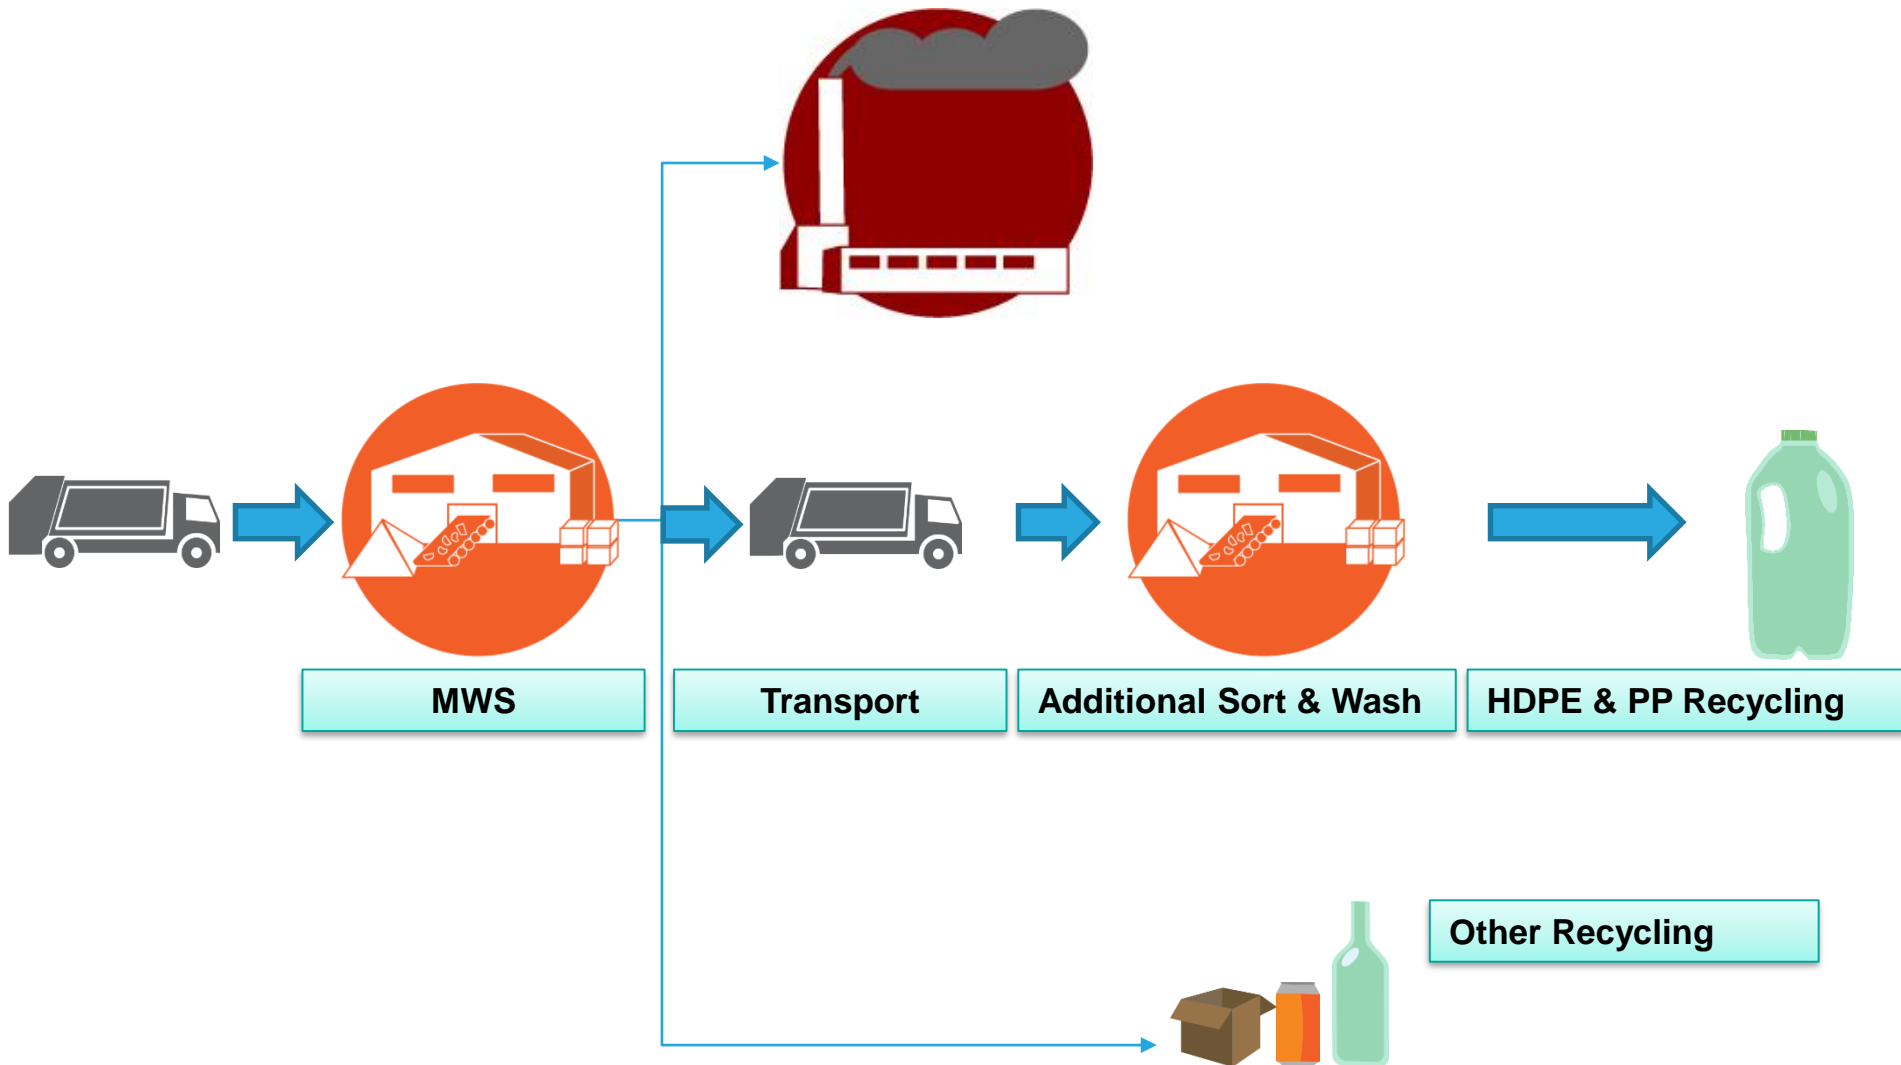 MWS
Transport
Additional Sort & Wash
HDPE & PP Recycling
Other Recycling